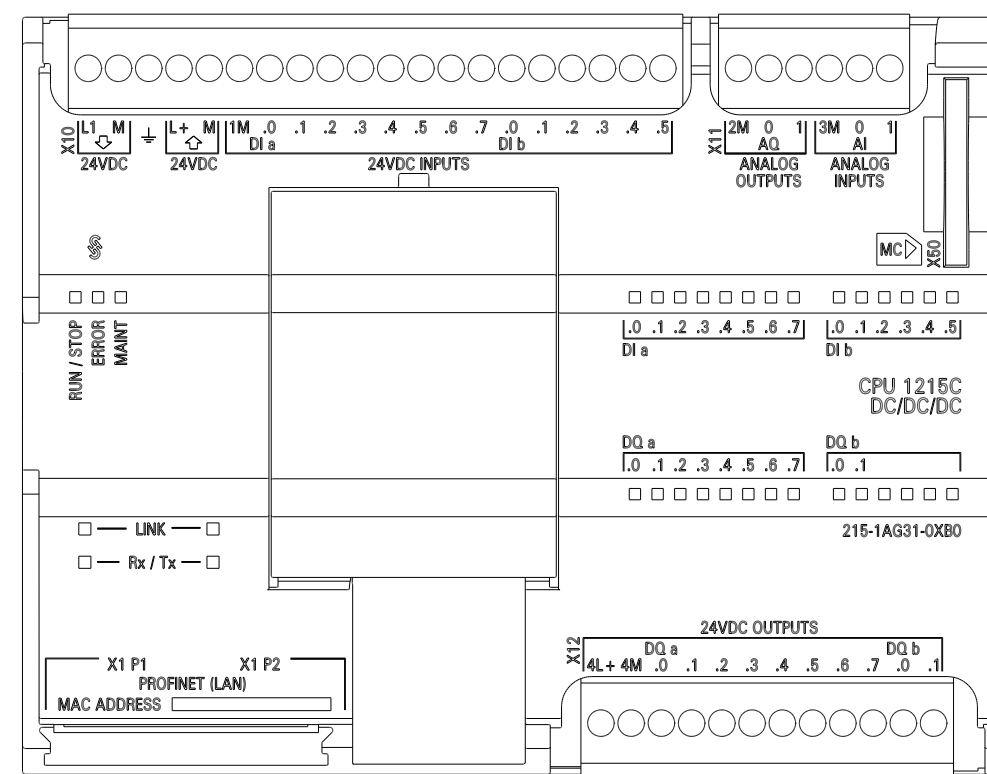 X10
L1 M L+ M 1M .0 .1 .2 .3 .4 .5 .6 .7 .0 .1 .2 .3 .4 .5
DI a DI b
24VDC 24VDC 24VDC INPUTS
X11
2M 0 1 3M 0 1
AQ AI
ANALOG OUTPUTS
ANALOG INPUTS
MC
X50
RUN / STOP
ERROR
MAINT
.0 .1 .2 .3 .4 .5 .6 .7 .0 .1 .2 .3 .4 .5
DI a DI b
CPU 1215C
DC/DC/DC
DQ a DQ b
.0 .1 .2 .3 .4 .5 .6 .7 .0 .1
LINK
215-1AG31-0XB0
Rx / Tx
24VDC OUTPUTS
X12
DQ a DQ b
4L+ 4M .0 .1 .2 .3 .4 .5 .6 .7 .0 .1
X1 P1 X1 P2
PROFINET (LAN)
MAC ADDRESS